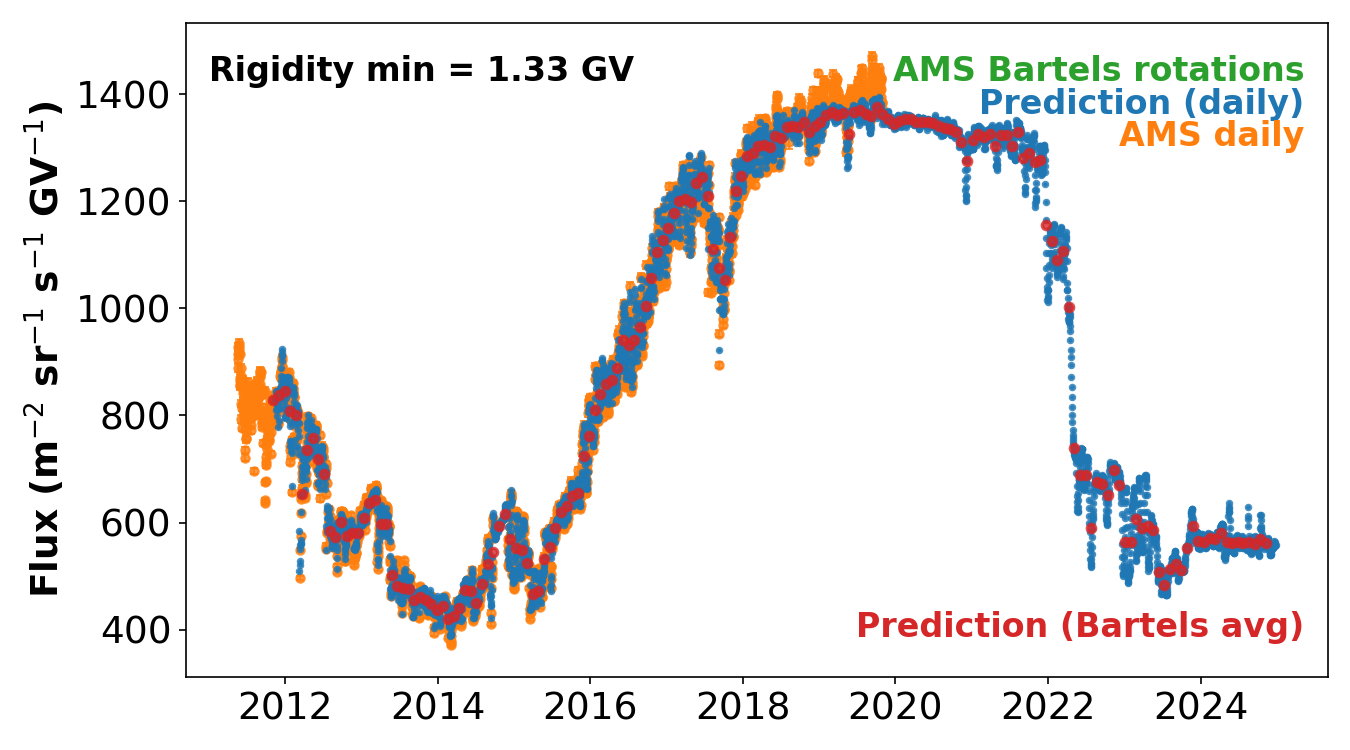 Rigidity min = 1.33 GV
AMS Bartels rotations
Prediction (daily)
AMS daily
Prediction (Bartels avg)
Flux (m⁻² sr⁻¹ s⁻¹ GV⁻¹)
1400
1200
1000
800
600
400
2012 2014 2016 2018 2020 2022 2024